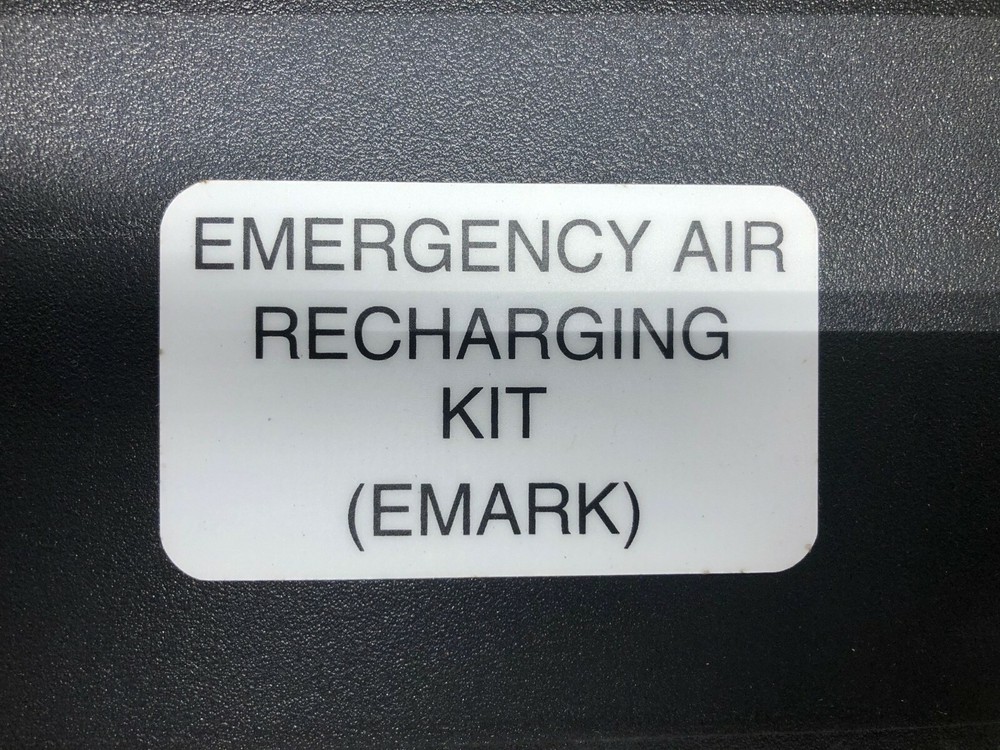 EMERGENCY AIR
RECHARGING
KIT
(EMARK)